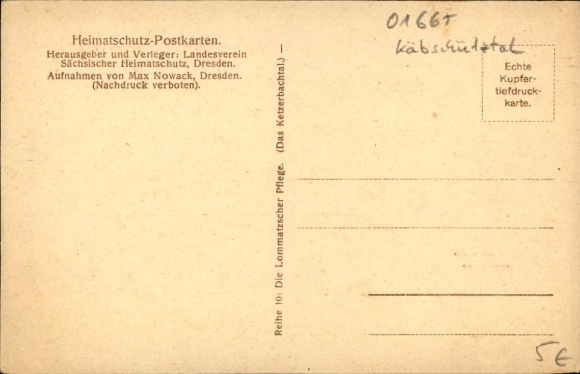 Heimatschutz-Postkarten.
Herausgeber und Verleger: Landesverein
Sächsischer Heimatschutz, Dresden.
Aufnahmen von Max Nowack, Dresden.
(Nachdruck verboten).
Reihe 10: Die Lommatzscher Pflege. (Das Ketzerbachtal.) —
01665
Käbschütztal
Echte
Kupfer-
tiefdruck-
karte.
5€